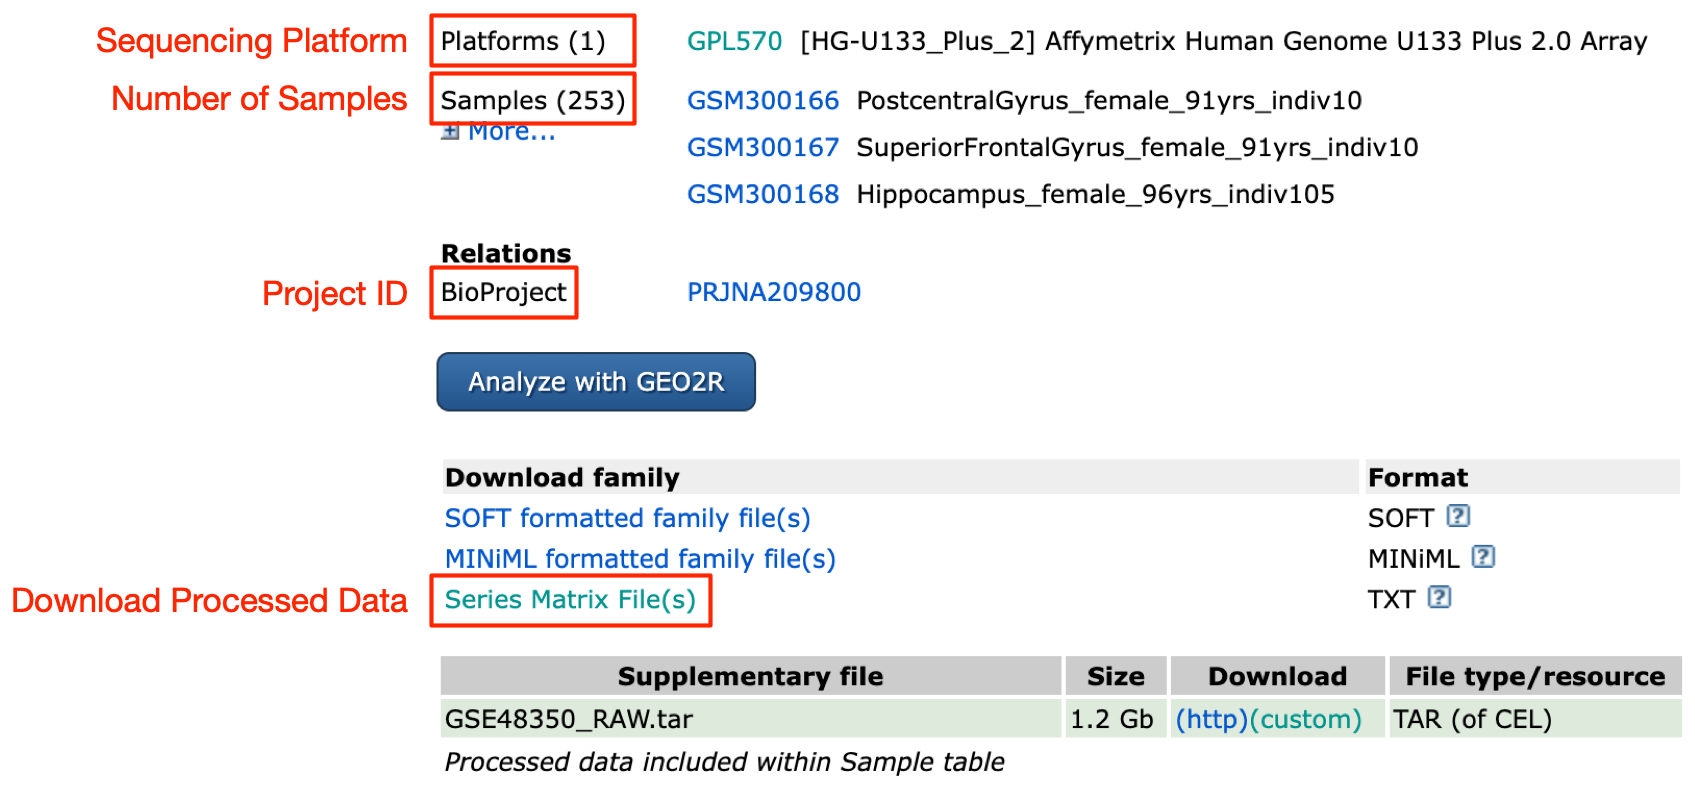 Sequencing Platform Platforms (1) GPL570 [HG-U133_Plus_2] Affymetrix Human Genome U133 Plus 2.0 Array
Number of Samples Samples (253) GSM300166 PostcentralGyrus_female_91yrs_indiv10
More...
GSM300167 SuperiorFrontalGyrus_female_91yrs_indiv10
GSM300168 Hippocampus_female_96yrs_indiv105
Relations
Project ID BioProject PRJNA209800
Analyze with GEO2R
Download family Format
SOFT formatted family file(s) SOFT ?
MINiML formatted family file(s) MINiML ?
Download Processed Data Series Matrix File(s) TXT ?
Supplementary file Size Download File type/resource
GSE48350_RAW.tar 1.2 Gb (http)(custom) TAR (of CEL)
Processed data included within Sample table